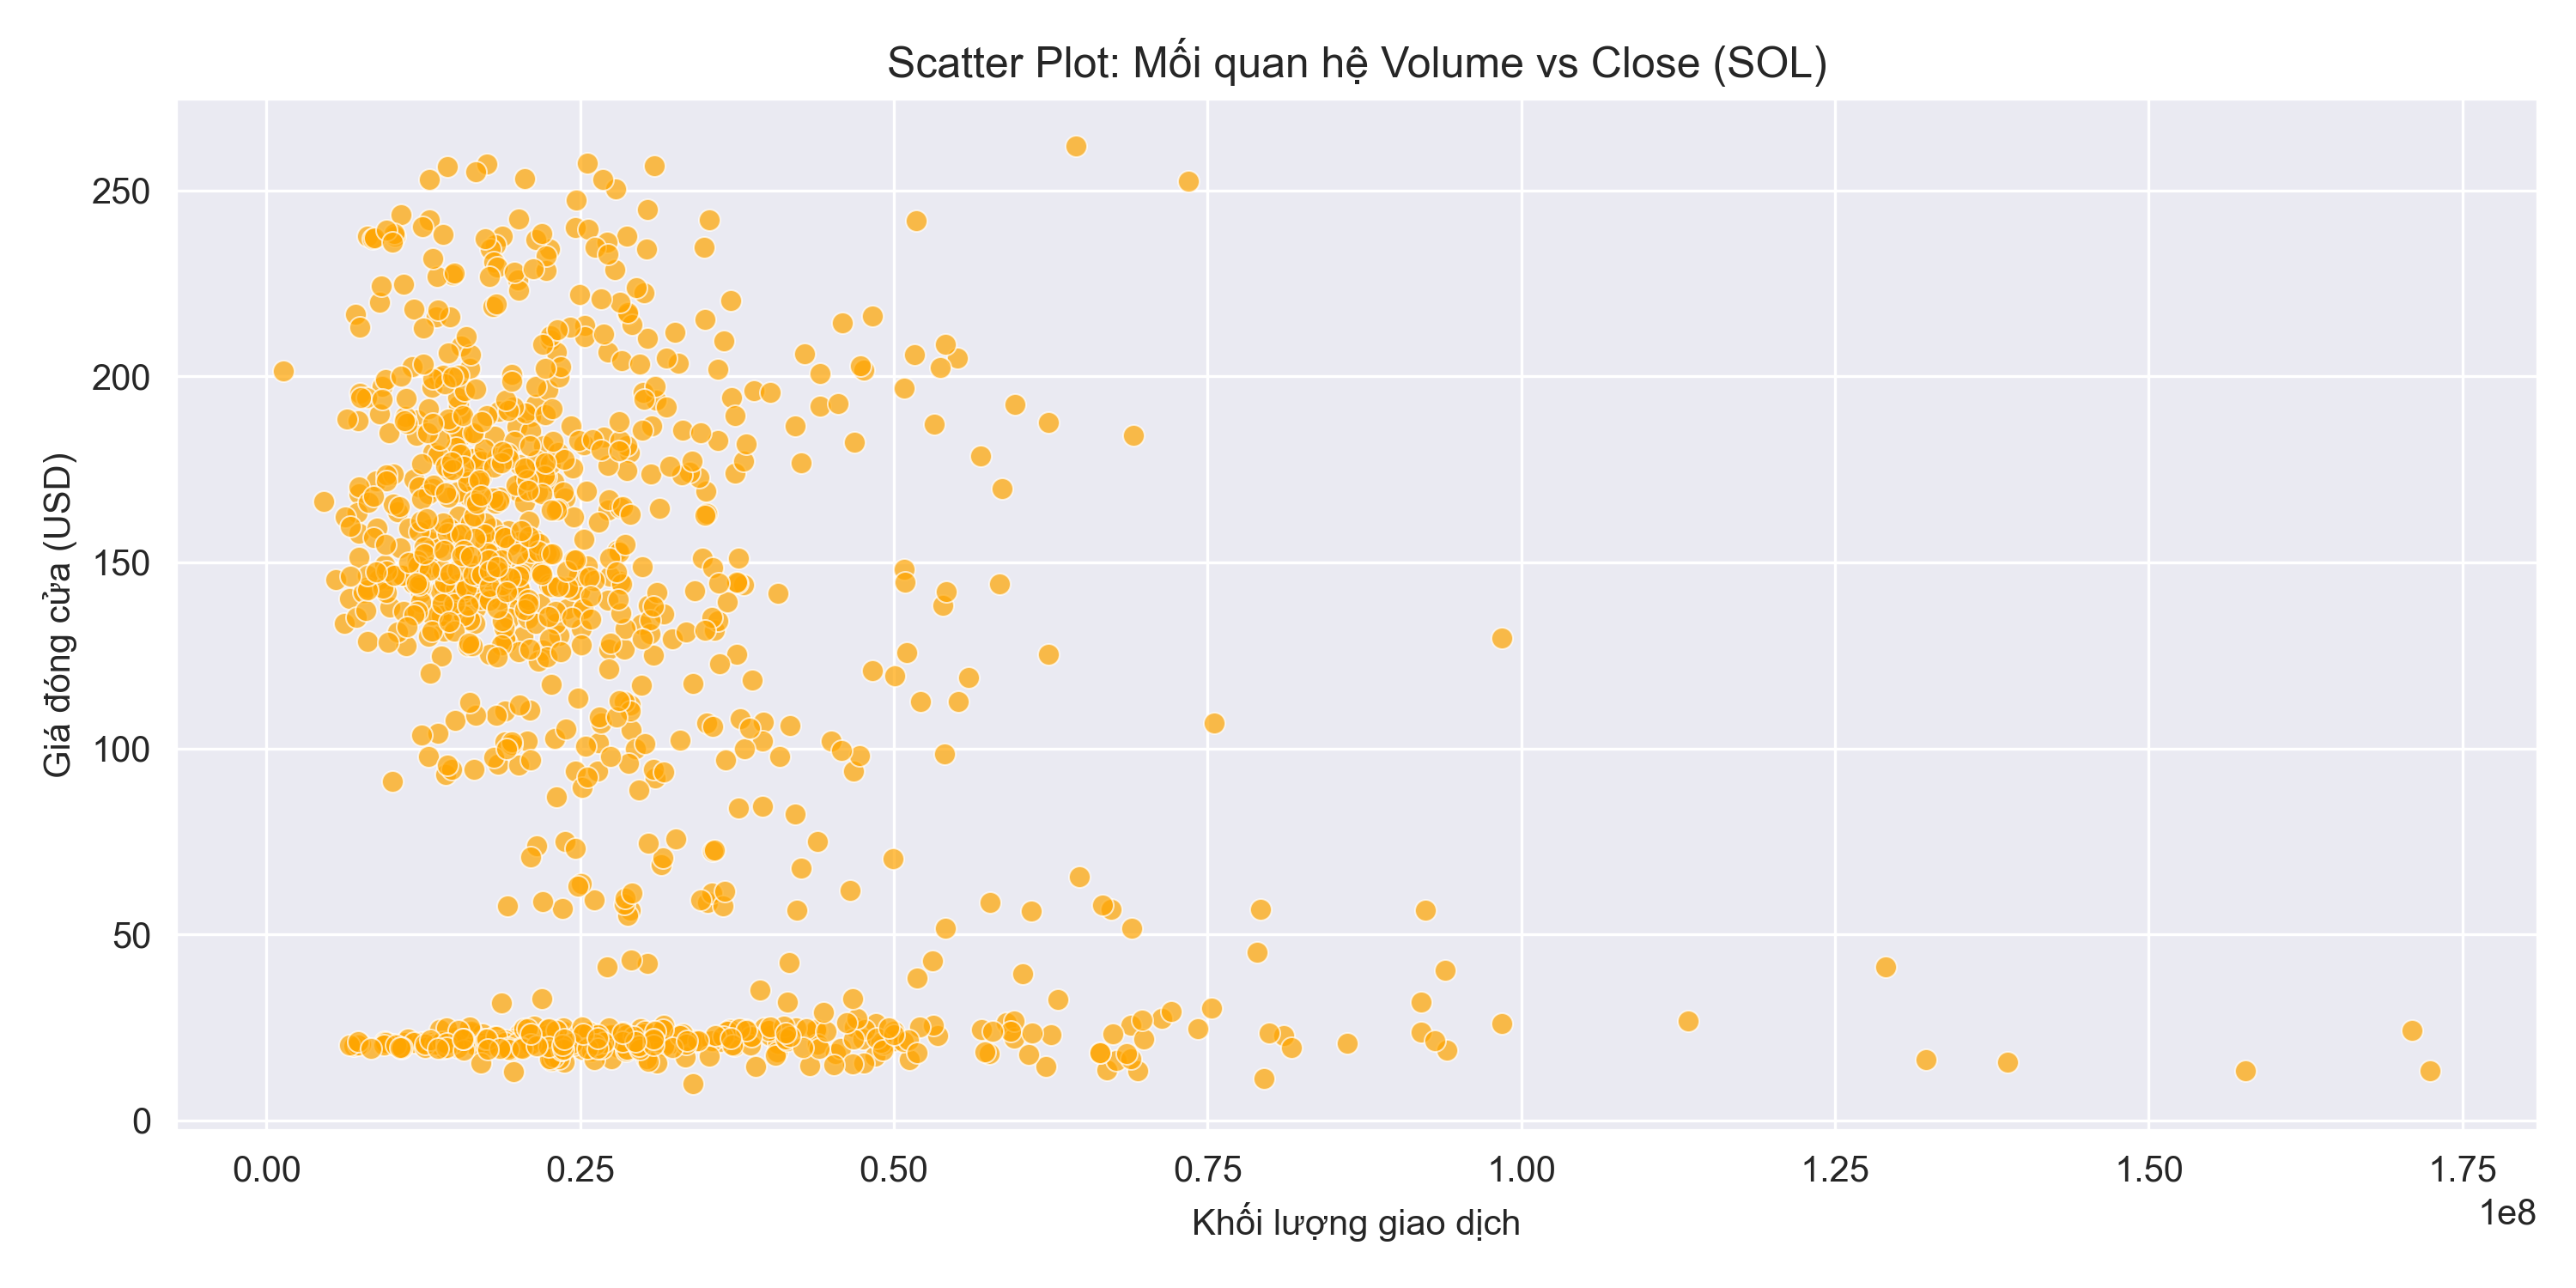 Scatter Plot: Mối quan hệ Volume vs Close (SOL)
Giá đóng cửa (USD)
250
200
150
100
50
0
0.00 0.25 0.50 0.75 1.00 1.25 1.50 1.75
1e8
Khối lượng giao dịch